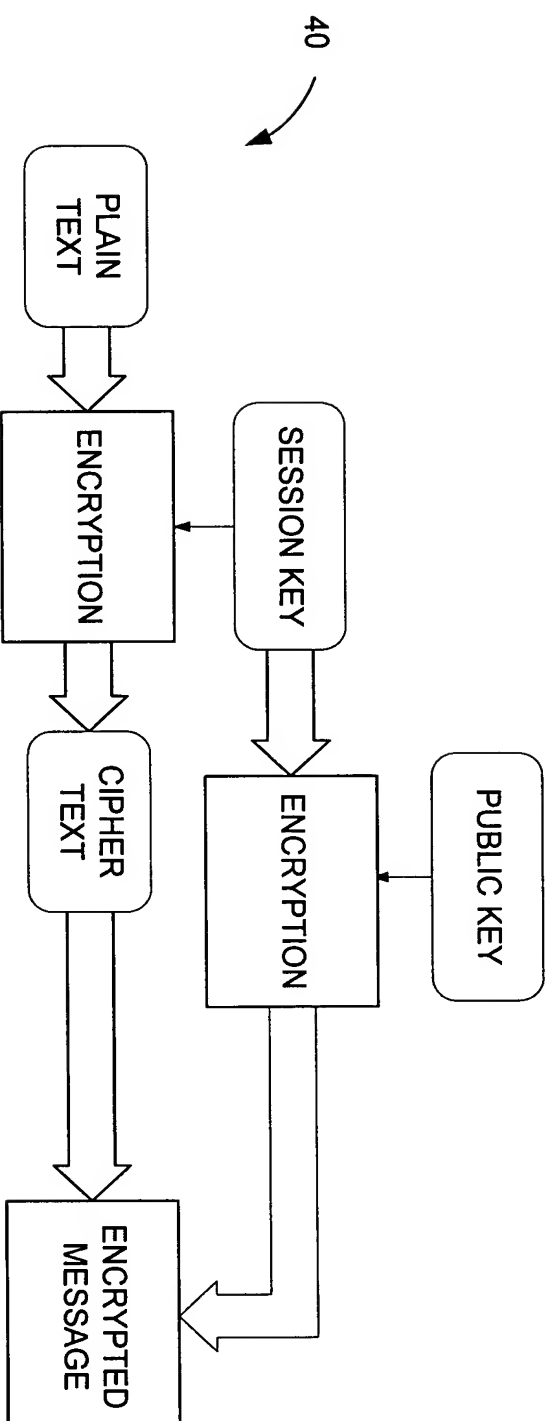 40
PLAIN
TEXT
ENCRYPTION
SESSION KEY
CIPHER
TEXT
ENCRYPTION
PUBLIC KEY
ENCRYPTED
MESSAGE